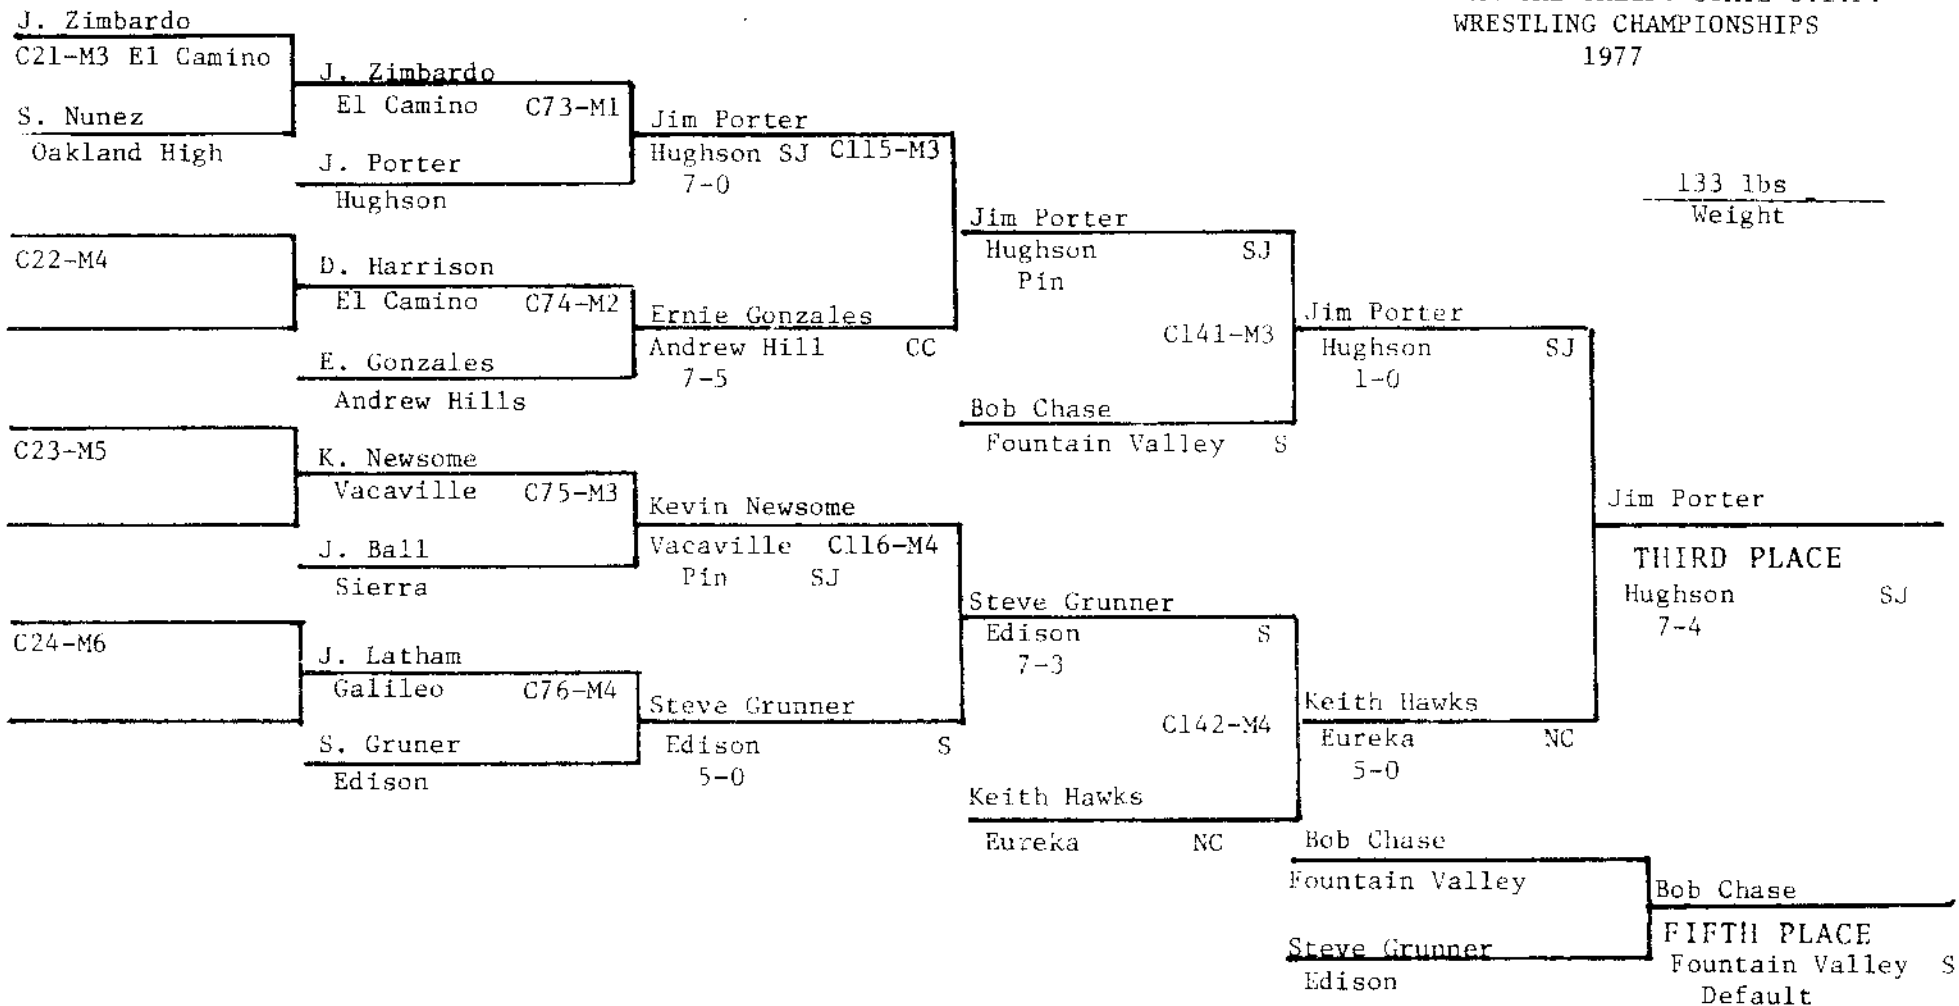 WRESTLING CHAMPIONSHIPS
1977
133 lbs
Weight
J. Zimbardo
C21-M3 El Camino
S. Nunez
Oakland High
C22-M4
C23-M5
C24-M6
J. Zimbardo
El Camino C73-M1
J. Porter
Hughson
D. Harrison
El Camino C74-M2
E. Gonzales
Andrew Hills
K. Newsome
Vacaville C75-M3
J. Ball
Sierra
J. Latham
Galileo C76-M4
S. Gruner
Edison
Jim Porter
Hughson SJ C115-M3
7-0
Ernie Gonzales
Andrew Hill CC
7-5
Kevin Newsome
Vacaville C116-M4
Pin SJ
Steve Grunner
Edison S
5-0
Jim Porter
Hughson SJ
Pin
C141-M3
Bob Chase
Fountain Valley S
Steve Grunner
Edison S
7-3
C142-M4
Keith Hawks
Eureka NC
Jim Porter
Hughson SJ
1-0
Keith Hawks
Eureka NC
5-0
Jim Porter
THIRD PLACE
Hughson SJ
7-4
Bob Chase
Fountain Valley
Steve Grunner
Edison
Bob Chase
FIFTH PLACE
Fountain Valley S
Default